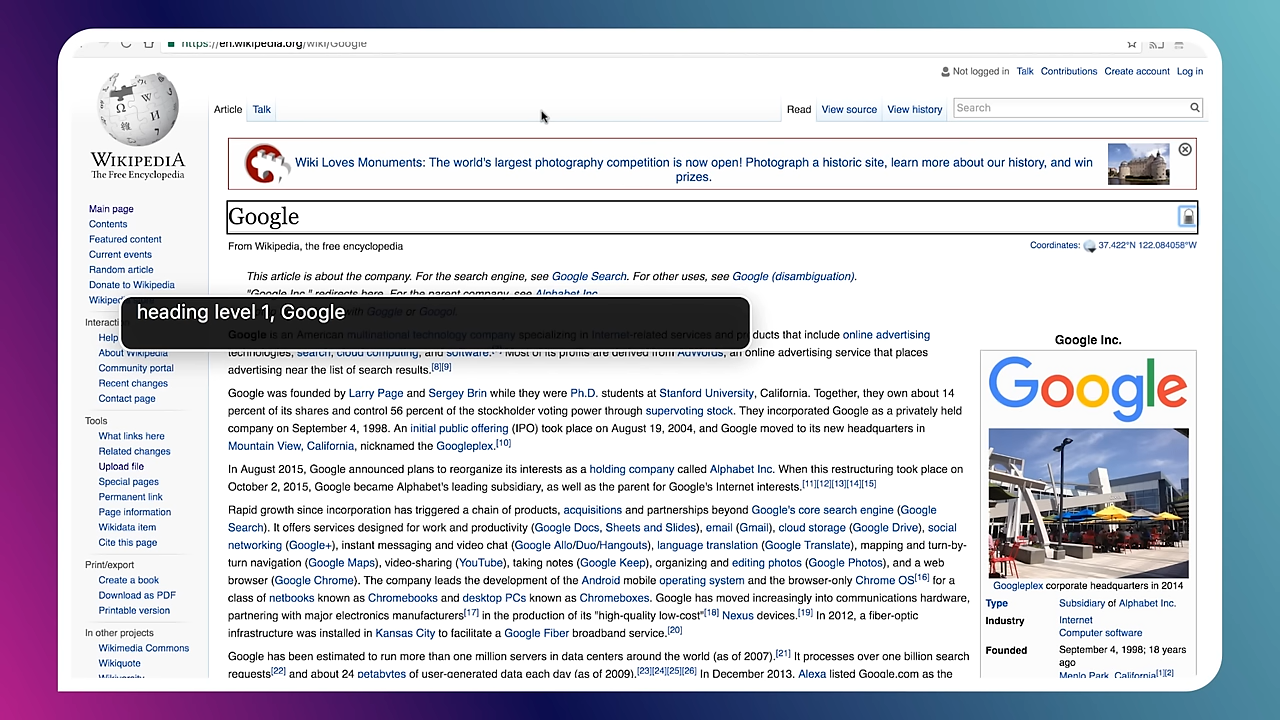 https://en.wikipedia.org/wiki/Google
Not logged in Talk Contributions Create account Log in
Article Talk
Read View source View history Search
WIKIPEDIA
The Free Encyclopedia
Wiki Loves Monuments: The world's largest photography competition is now open! Photograph a historic site, learn more about our history, and win
prizes.
Main page
Contents
Featured content
Current events
Random article
Donate to Wikipedia
Interaction
Help
About Wikipedia
Community portal
Recent changes
Contact page
Tools
What links here
Related changes
Upload file
Special pages
Permanent link
Page information
Wikidata item
Cite this page
Print/export
Create a book
Download as PDF
Printable version
In other projects
Wikimedia Commons
Wikiquote
Wikiversity
Google
From Wikipedia, the free encyclopedia
Coordinates: 37.422°N 122.084058°W
This article is about the company. For the search engine, see Google Search. For other uses, see Google (disambiguation).
"Google Inc." redirects here. For the parent company, see Alphabet Inc.
with Goggle or Googol.
heading level 1, Google
Google is an American multinational technology company specializing in Internet-related services and products that include online advertising
technologies, search, cloud computing, and software. Most of its profits are derived from AdWords, an online advertising service that places
advertising near the list of search results.[8][9]
Google was founded by Larry Page and Sergey Brin while they were Ph.D. students at Stanford University, California. Together, they own about 14
percent of its shares and control 56 percent of the stockholder voting power through supervoting stock. They incorporated Google as a privately held
company on September 4, 1998. An initial public offering (IPO) took place on August 19, 2004, and Google moved to its new headquarters in
Mountain View, California, nicknamed the Googleplex.[10]
In August 2015, Google announced plans to reorganize its interests as a holding company called Alphabet Inc. When this restructuring took place on
October 2, 2015, Google became Alphabet's leading subsidiary, as well as the parent for Google's Internet interests.[11][12][13][14][15]
Rapid growth since incorporation has triggered a chain of products, acquisitions and partnerships beyond Google's core search engine (Google
Search). It offers services designed for work and productivity (Google Docs, Sheets and Slides), email (Gmail), cloud storage (Google Drive), social
networking (Google+), instant messaging and video chat (Google Allo/Duo/Hangouts), language translation (Google Translate), mapping and turn-by-
turn navigation (Google Maps), video-sharing (YouTube), taking notes (Google Keep), organizing and editing photos (Google Photos), and a web
browser (Google Chrome). The company leads the development of the Android mobile operating system and the browser-only Chrome OS[16] for a
class of netbooks known as Chromebooks and desktop PCs known as Chromeboxes. Google has moved increasingly into communications hardware,
partnering with major electronics manufacturers[17] in the production of its "high-quality low-cost"[18] Nexus devices.[19] In 2012, a fiber-optic
infrastructure was installed in Kansas City to facilitate a Google Fiber broadband service.[20]
Google has been estimated to run more than one million servers in data centers around the world (as of 2007).[21] It processes over one billion search
requests[22] and about 24 petabytes of user-generated data each day (as of 2009).[23][24][25][26] In December 2013, Alexa listed Google.com as the
Google Inc.
Google
Googleplex corporate headquarters in 2014
Type Subsidiary of Alphabet Inc.
Industry Internet
Computer software
Founded September 4, 1998; 18 years
ago
Menlo Park, California[1][2]